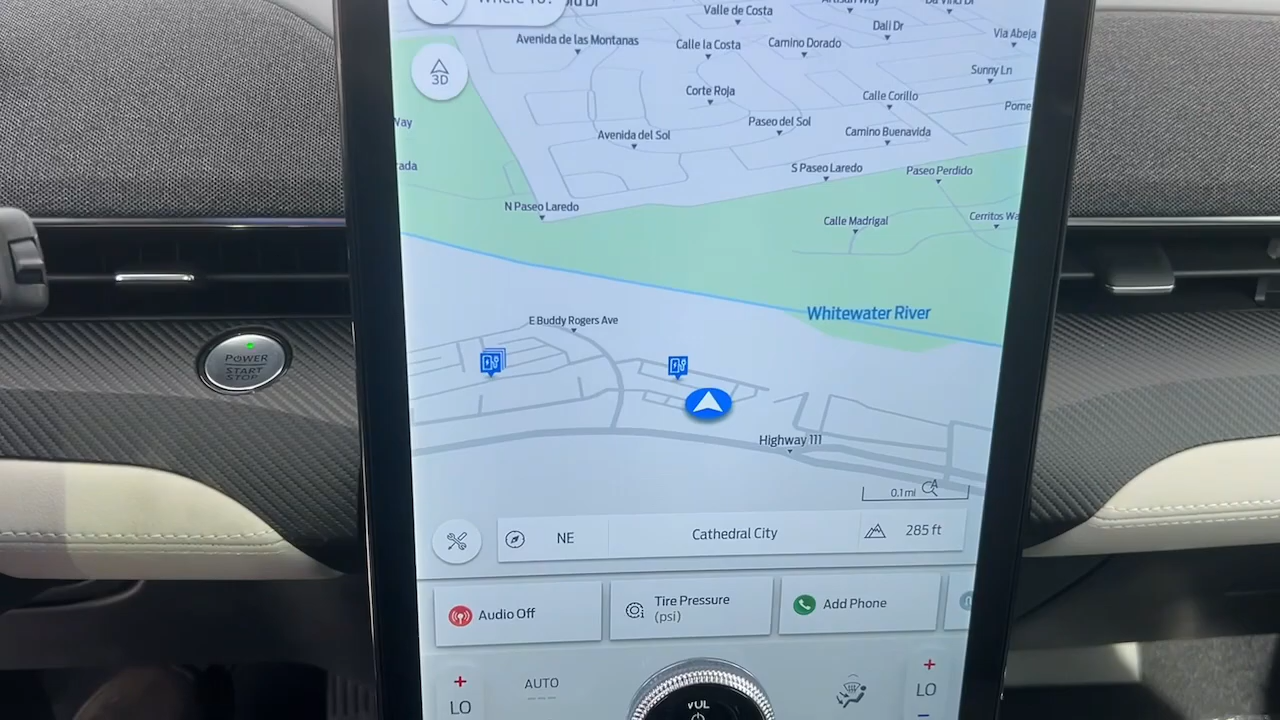 Where To?
Valle de Costa
Dali Dr
Via Abeja
Avenida de las Montanas
Calle la Costa
Camino Dorado
3D
Sunny Ln
Corte Roja
Calle Corillo
Pome
Way
Avenida del Sol
Paseo del Sol
Camino Buenavida
rada
S Paseo Laredo
Paseo Perdido
N Paseo Laredo
Calle Madrigal
Cerritos Wa
Whitewater River
E Buddy Rogers Ave
POWER
START
STOP
Highway 111
0.1mi
A
NE
Cathedral City
285 ft
Audio Off
Tire Pressure
(psi)
Add Phone
AUTO
LO
VOL
LO